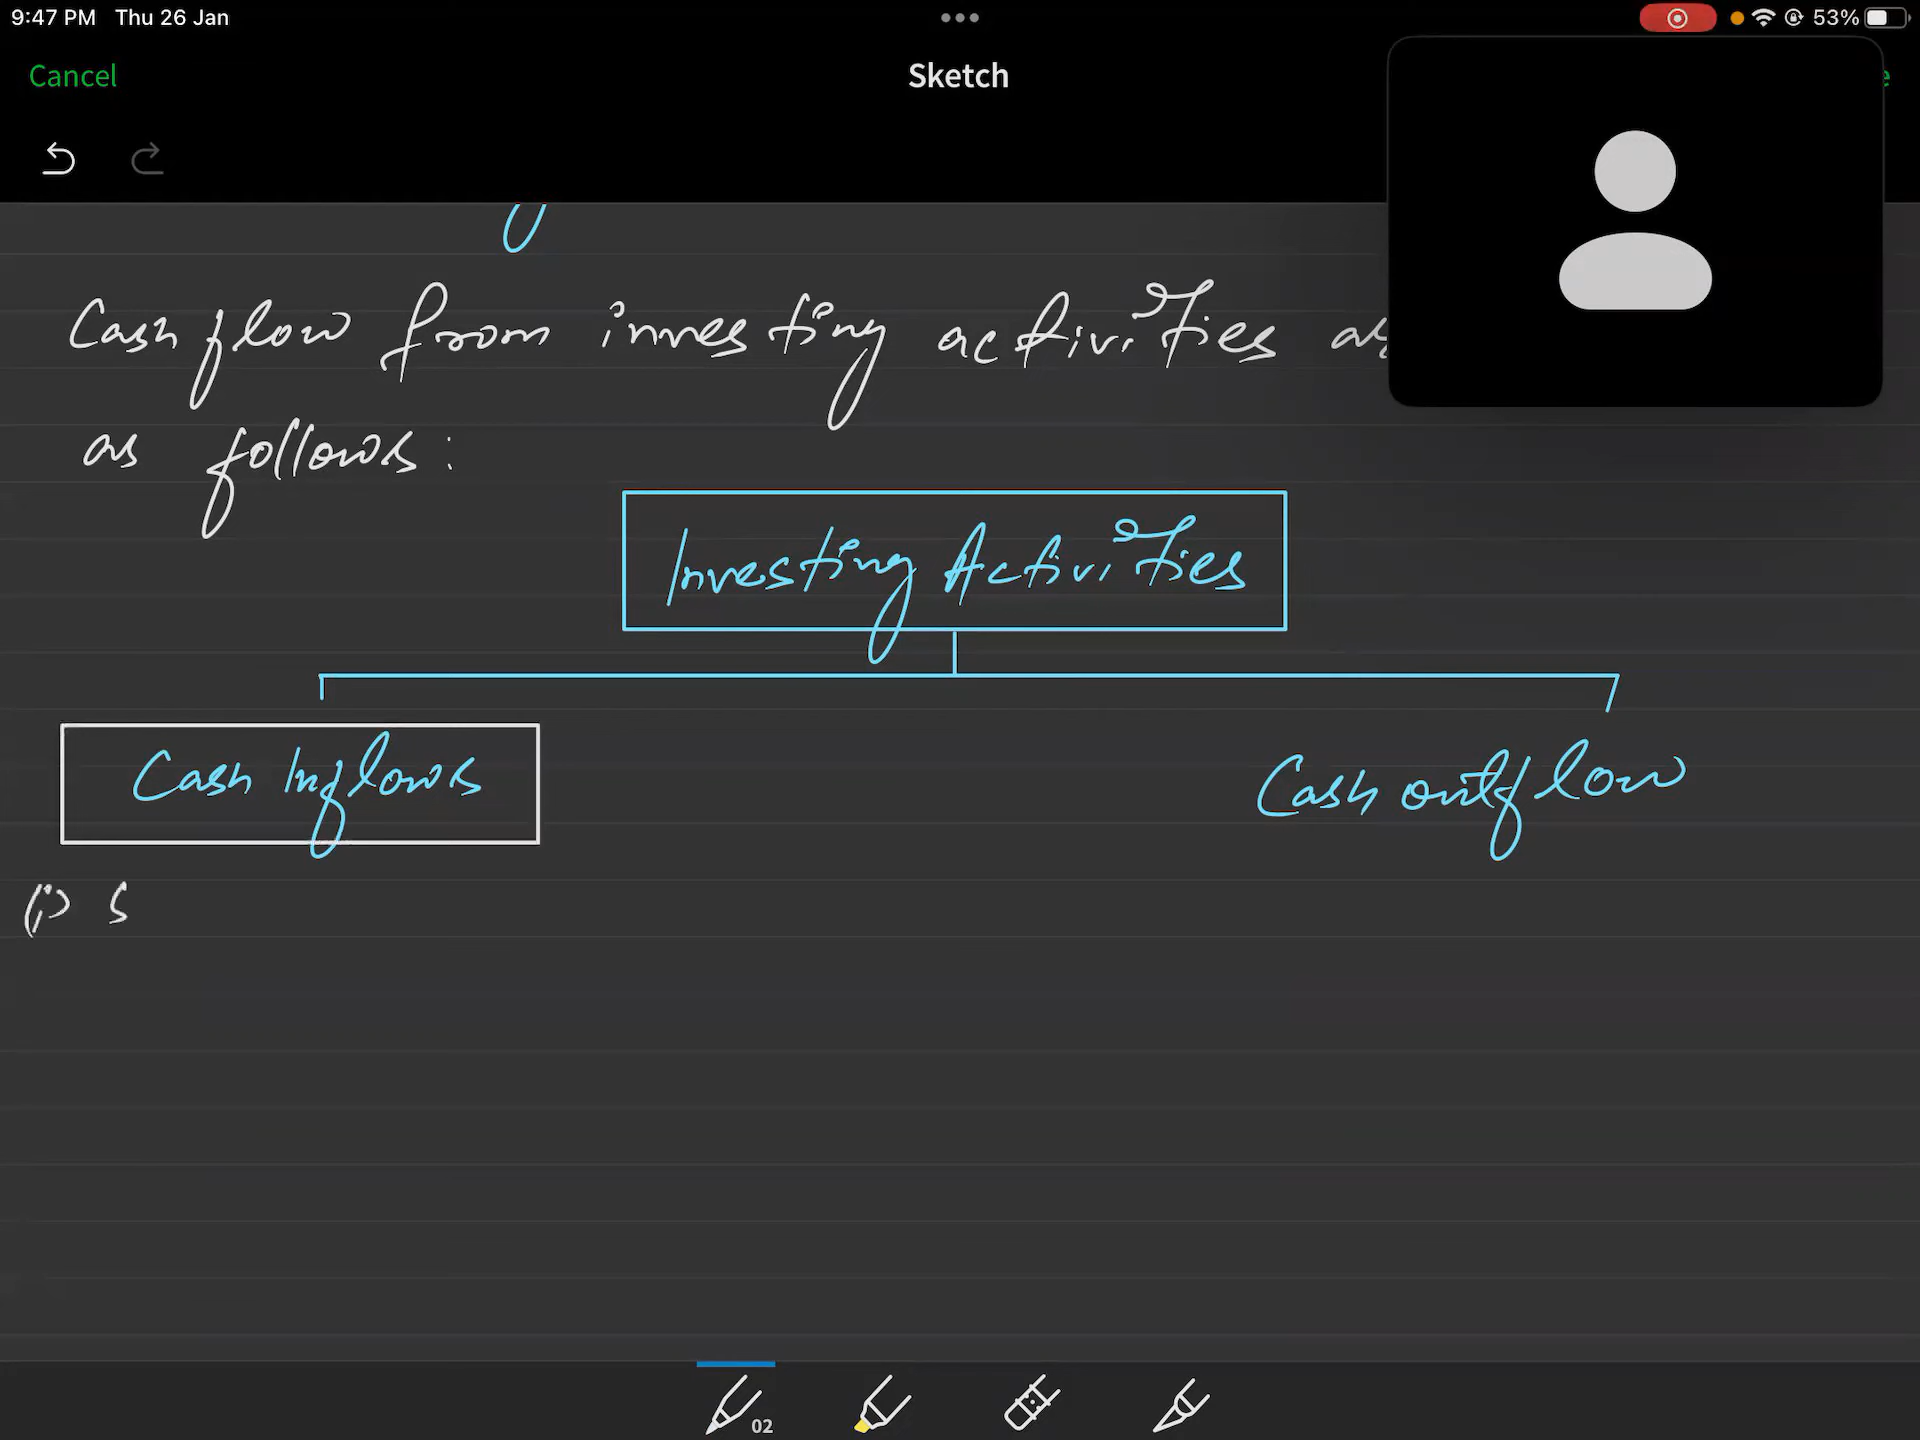 9:47 PM Thu 26 Jan
53%
Cancel
Sketch
Cash flow from investing activities
as follows:
Investing Activities
Cash Inflows
Cash outflow
(i) S
02